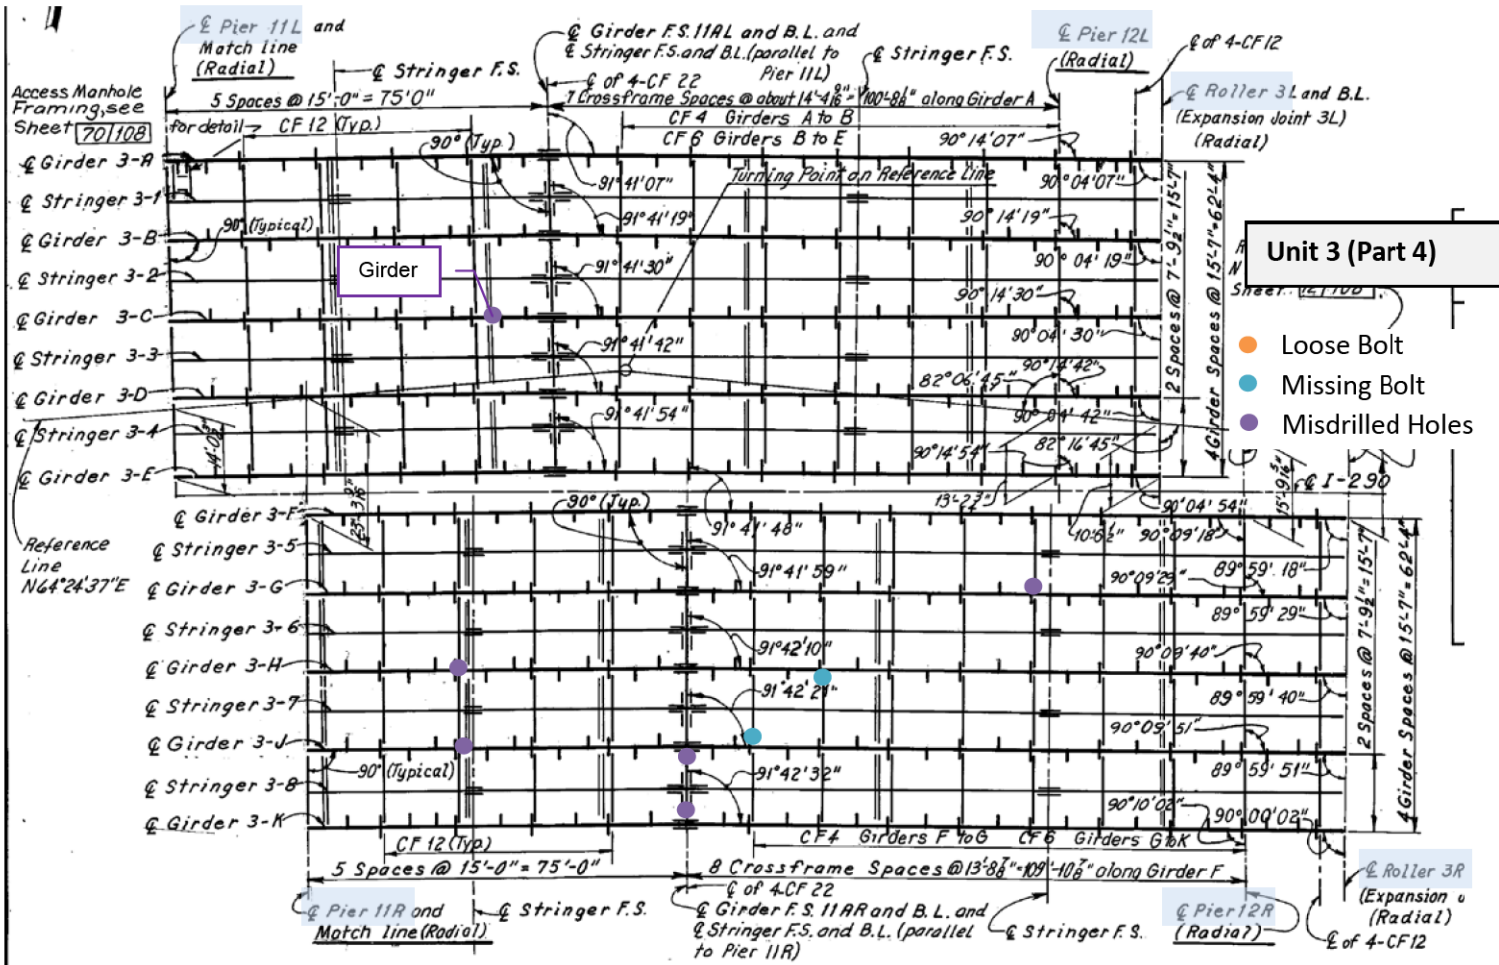 ℄ Pier 11L and
Match line
(Radial)
℄ Stringer F.S.
℄ Girder F.S. 11AL and B.L. and
℄ Stringer F.S. and B.L. (parallel to
Pier 11L)
℄ of 4-CF 22
℄ Stringer F.S.
℄ Pier 12L
(Radial)
℄ of 4-CF12
℄ Roller 3L and B.L.
(Expansion Joint 3L)
(Radial)
Access Manhole
Framing, see
Sheet 70/108
for detail
5 Spaces @ 15'-0" = 75'0"
7 Crossframe Spaces @ about 14'-4 9/16" = 100'-8 1/8" along Girder A
CF 12 (Typ.)
CF 4 Girders A to B
CF 6 Girders B to E
90° (Typ.)
90° 14'07"
℄ Girder 3-A
91°41'07"
Turning Point on Reference Line
90° 04'07"
℄ Stringer 3-1
91°41'19"
90° 14'19"
90° (Typical)
℄ Girder 3-B
91°41'30"
90° 04'19"
℄ Stringer 3-2
Girder
90° 14'30"
℄ Girder 3-C
90°04'30"
91°41'42"
℄ Stringer 3-3
90°14'42"
82°06'45"
℄ Girder 3-D
91°41'54"
90°04'42"
℄ Stringer 3-4
82°16'45"
90°14'54"
℄ Girder 3-E
2 Spaces @ 7'-9 1/2" = 15'-7"
4 Girder Spaces @ 15'-7" = 62'-4"
Unit 3 (Part 4)
Sheet
Loose Bolt
Missing Bolt
Misdrilled Holes
℄ I-290
90°04'54"
90° (Typ.)
℄ Girder 3-F
91°41'48"
90°09'18"
Reference
Line
N64°24'37"E
℄ Stringer 3-5
91°41'59"
89°59'18"
℄ Girder 3-G
90°09'29"
89°59'29"
℄ Stringer 3-6
91°42'10"
90°09'40"
℄ Girder 3-H
91°42'21"
89°59'40"
℄ Stringer 3-7
90°09'51"
℄ Girder 3-J
90° (Typical)
91°42'32"
89°59'51"
℄ Stringer 3-8
90°10'02"
90°00'02"
℄ Girder 3-K
2 Spaces @ 7'-9 1/2" = 15'-7"
4 Girder Spaces @ 15'-7" = 62'-4"
CF 12 (Typ.)
CF4 Girders F to G CF 6 Girders G to K
5 Spaces @ 15'-0" = 75'-0"
8 Crossframe Spaces @ 13'-8 7/8" = 109'-10 7/8" along Girder F
℄ Pier 11R and
Match line (Radial)
℄ Stringer F.S.
℄ of 4-CF22
℄ Girder F.S. 11AR and B.L. and
℄ Stringer F.S. and B.L. (parallel
to Pier 11R)
℄ Stringer F.S.
℄ Pier 12R
(Radial)
℄ Roller 3R
(Expansion
(Radial)
℄ of 4-CF12